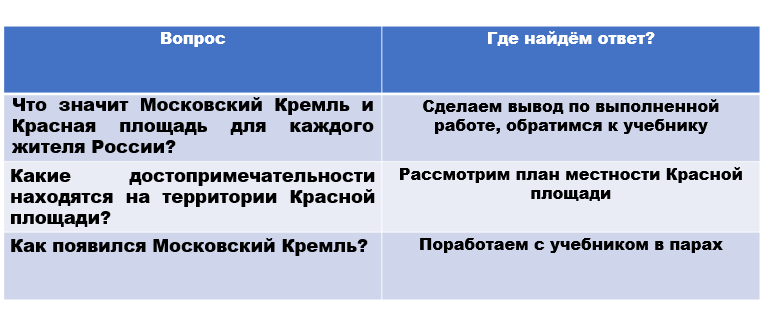 Вопрос
Где найдём ответ?
Что значит Московский Кремль и
Красная площадь для каждого
жителя России?
Сделаем вывод по выполненной
работе, обратимся к учебнику
Какие достопримечательности
находятся на территории Красной
площади?
Рассмотрим план местности Красной
площади
Как появился Московский Кремль?
Поработаем с учебником в парах